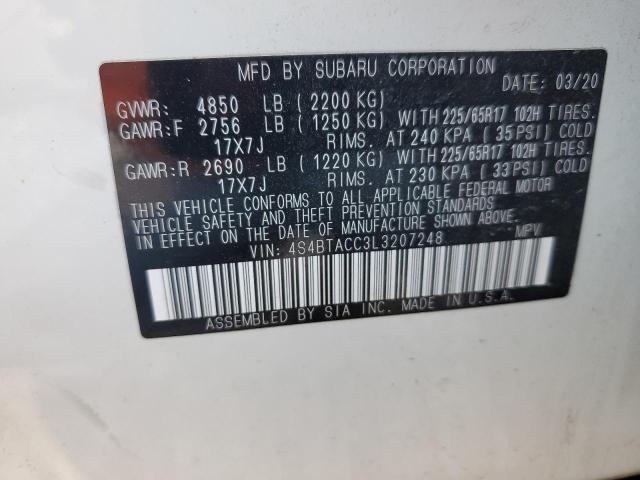 MFD BY SUBARU CORPORATION DATE: 03/20
GVWR: 4850 LB (2200 KG)
GAWR:F 2756 LB (1250 KG) WITH 225/65R17 102H TIRES.
17X7J RIMS. AT 240 KPA (35 PSI) COLD
GAWR:R 2690 LB (1220 KG) WITH 225/65R17 102H TIRES.
17X7J RIMS. AT 230 KPA (33 PSI) COLD
THIS VEHICLE CONFORMS TO ALL APPLICABLE FEDERAL MOTOR
VEHICLE SAFETY AND THEFT PREVENTION STANDARDS
IN EFFECT ON THE DATE OF MANUFACTURE SHOWN ABOVE.
VIN: 4S4BTACC3L3207248 MPV
ASSEMBLED BY SIA INC. MADE IN U.S.A.